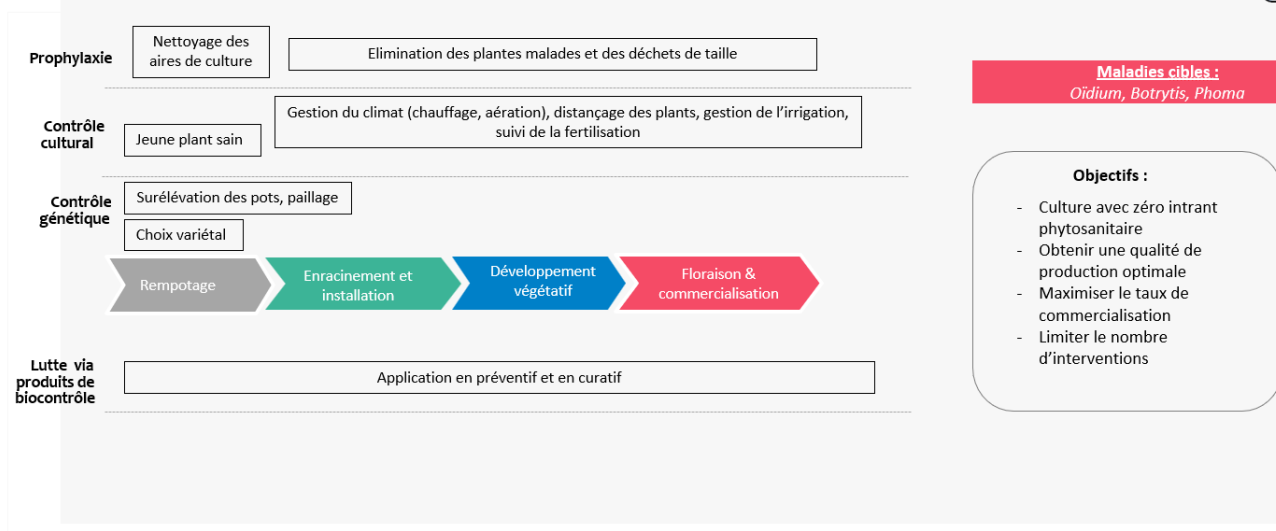 Prophylaxie
Nettoyage des
aires de culture
Elimination des plantes malades et des déchets de taille
Contrôle
cultural
Jeune plant sain
Gestion du climat (chauffage, aération), distançage des plants, gestion de l’irrigation,
suivi de la fertilisation
Contrôle
génétique
Surélévation des pots, paillage
Choix variétal
Rempotage
Enracinement et
installation
Développement
végétatif
Floraison &
commercialisation
Lutte via
produits de
biocontrôle
Application en préventif et en curatif
Maladies cibles :
Oïdium, Botrytis, Phoma
Objectifs :
- Culture avec zéro intrant
phytosanitaire
- Obtenir une qualité de
production optimale
- Maximiser le taux de
commercialisation
- Limiter le nombre
d’interventions